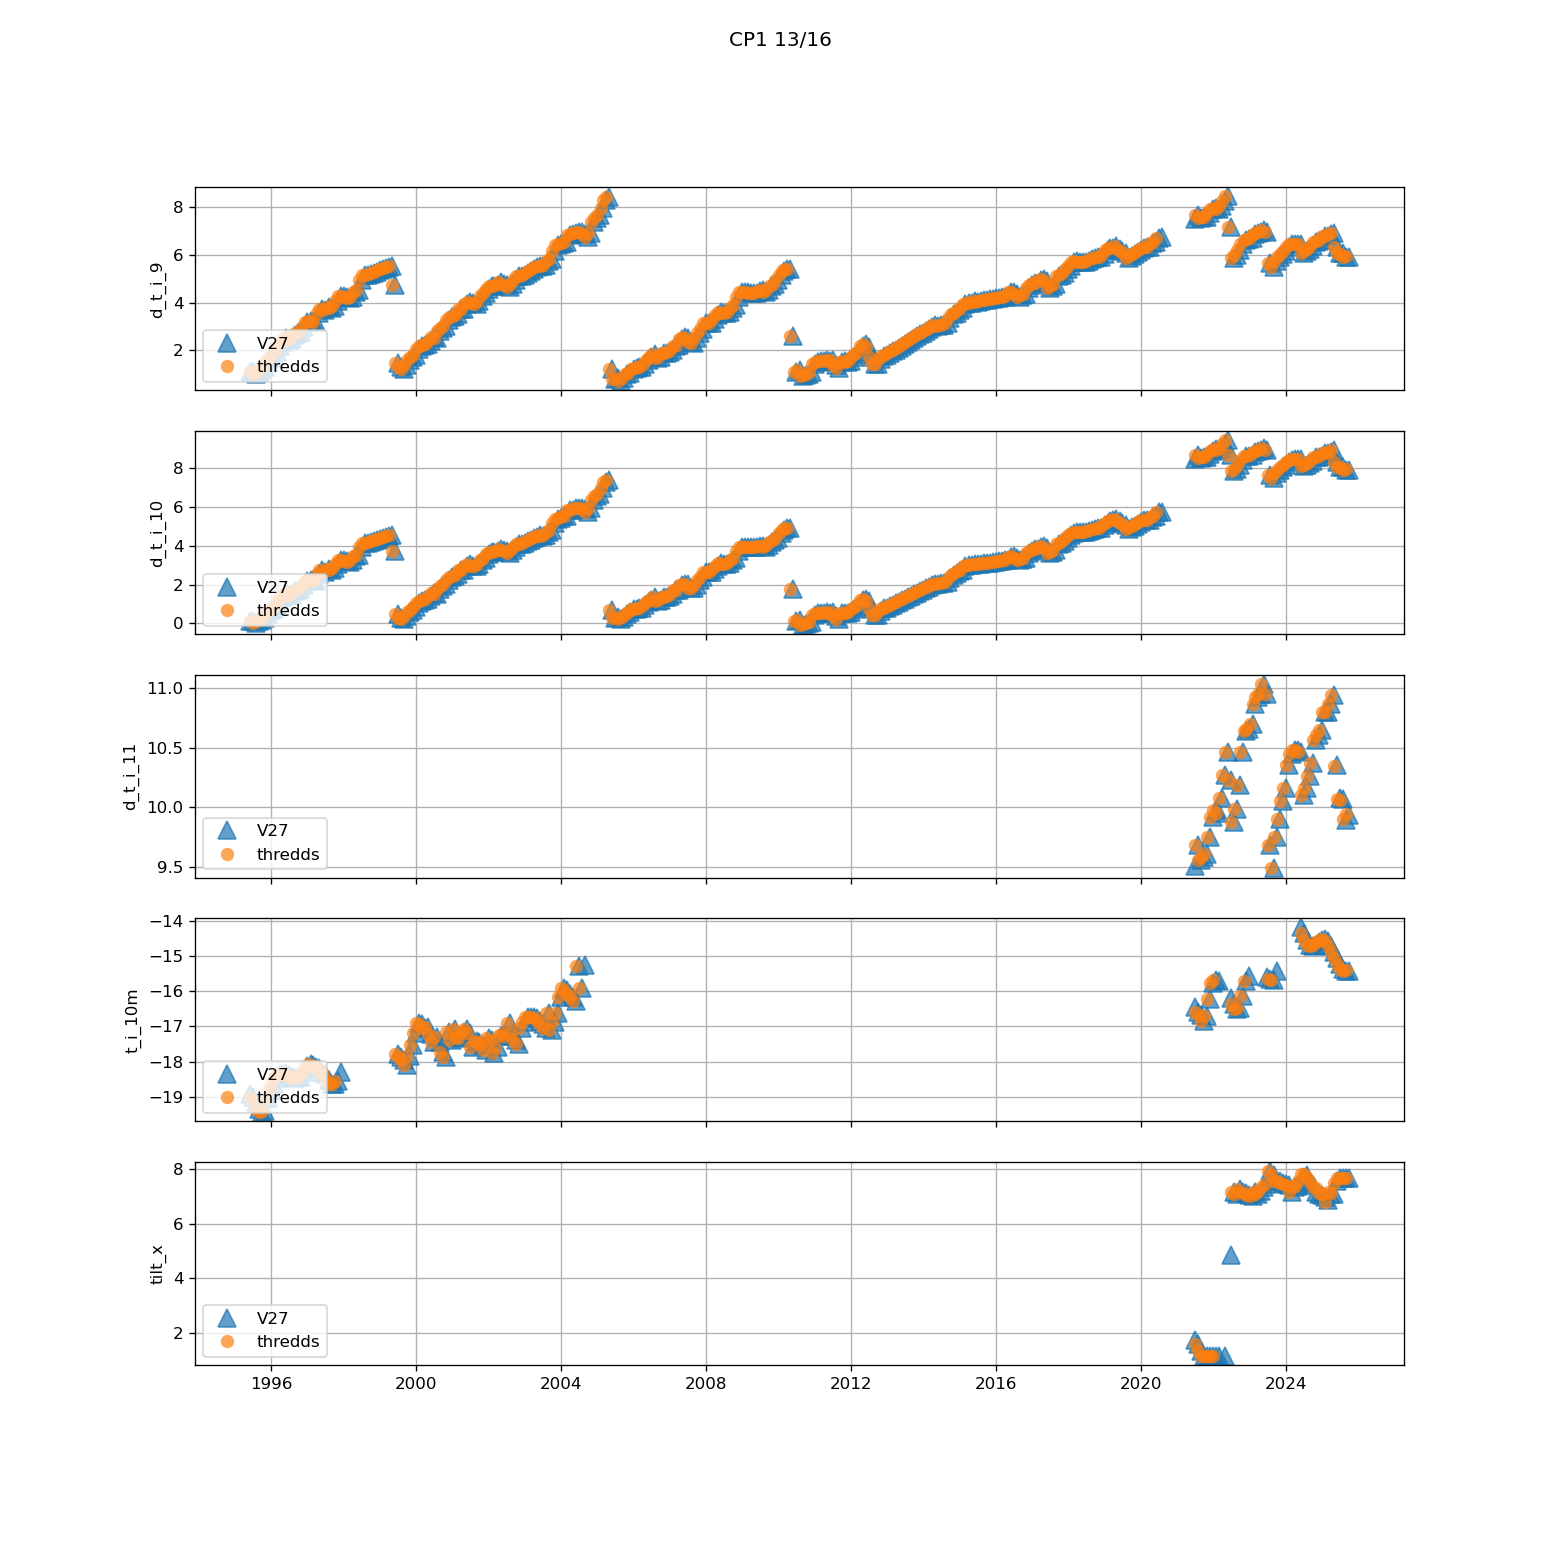 CP1 13/16
8
6
4
2
d_t_i_9
V27
thredds
8
6
4
2
0
d_t_i_10
V27
thredds
11.0
10.5
10.0
9.5
d_t_i_11
V27
thredds
−14
−15
−16
−17
−18
−19
t_i_10m
V27
thredds
8
6
4
2
tilt_x
V27
thredds
1996 2000 2004 2008 2012 2016 2020 2024